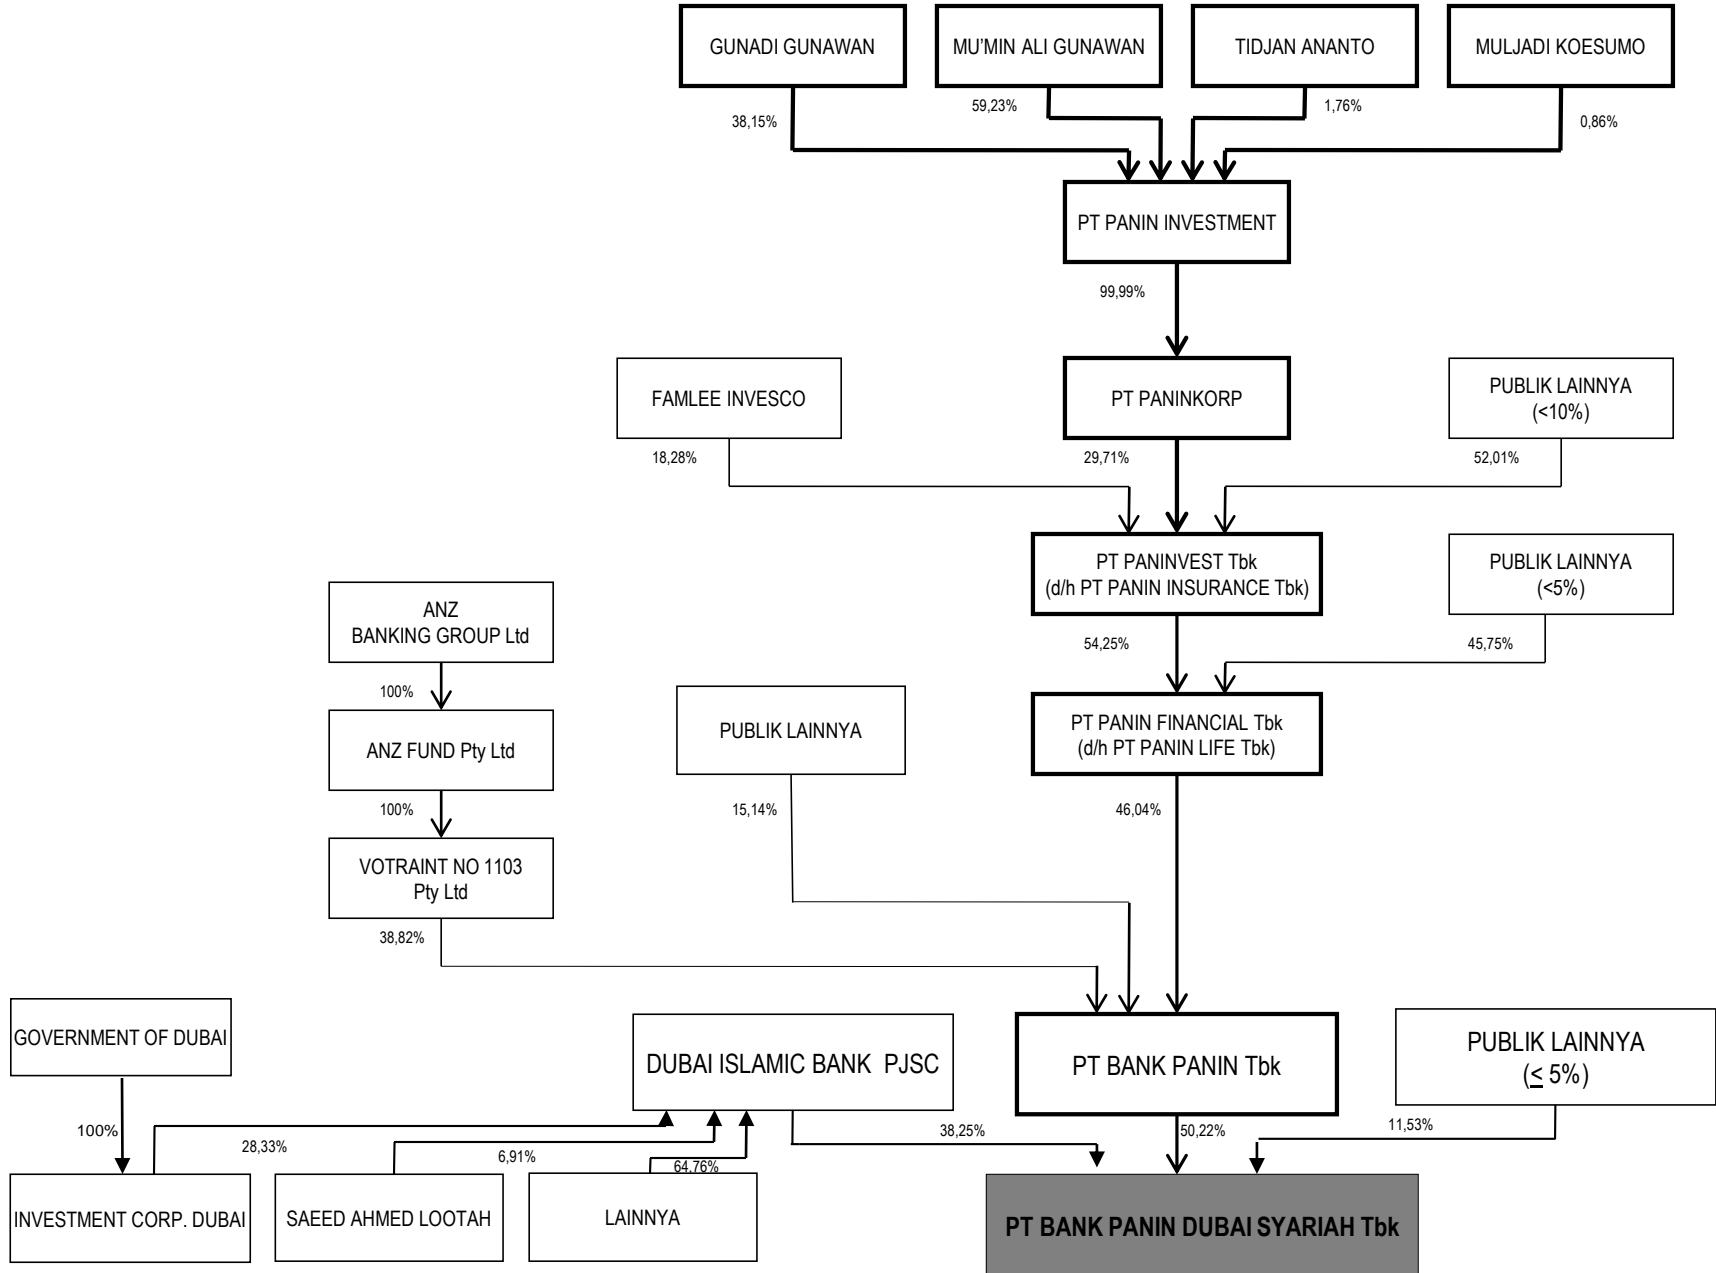 GUNADI GUNAWAN
MU’MIN ALI GUNAWAN
TIDJAN ANANTO
MULJADI KOESUMO
38,15%
59,23%
1,76%
0,86%
PT PANIN INVESTMENT
99,99%
FAMLEE INVESCO
PT PANINKORP
PUBLIK LAINNYA
(<10%)
18,28%
29,71%
52,01%
PT PANINVEST Tbk
(d/h PT PANIN INSURANCE Tbk)
PUBLIK LAINNYA
(<5%)
54,25%
45,75%
ANZ
BANKING GROUP Ltd
100%
ANZ FUND Pty Ltd
PUBLIK LAINNYA
PT PANIN FINANCIAL Tbk
(d/h PT PANIN LIFE Tbk)
100%
15,14%
46,04%
VOTRAINT NO 1103
Pty Ltd
38,82%
GOVERNMENT OF DUBAI
DUBAI ISLAMIC BANK PJSC
PT BANK PANIN Tbk
PUBLIK LAINNYA
(≤ 5%)
100%
28,33%
6,91%
64,76%
38,25%
50,22%
11,53%
INVESTMENT CORP. DUBAI
SAEED AHMED LOOTAH
LAINNYA
PT BANK PANIN DUBAI SYARIAH Tbk